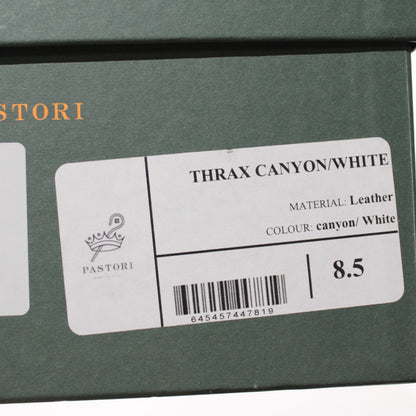 STORI
THRAX CANYON/WHITE
MATERIAL: Leather
COLOUR: canyon/ White
PASTORI
645457447819
8.5